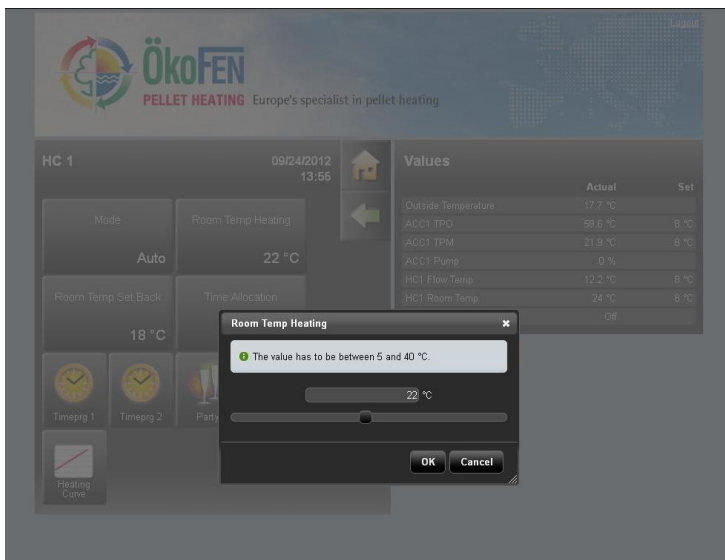 Logout
ÖkoFEN
PELLET HEATING Europe's specialist in pellet heating
HC 1
09/24/2012
13:55
Mode
Auto
Room Temp Heating
22 °C
Room Temp Set Back
18 °C
Time Allocation
Timeprg 1
Timeprg 2
Party
Heating
Curve
Values
Actual Set
Outside Temperature 17.7 °C
ACC1 TPO 59.6 °C 8 °C
ACC1 TPM 21.9 °C 8 °C
ACC1 Pump 0 %
HC1 Flow Temp. 12.2 °C 8 °C
HC1 Room Temp 24 °C 8 °C
Off
Room Temp Heating
The value has to be between 5 and 40 °C.
22 °C
OK Cancel